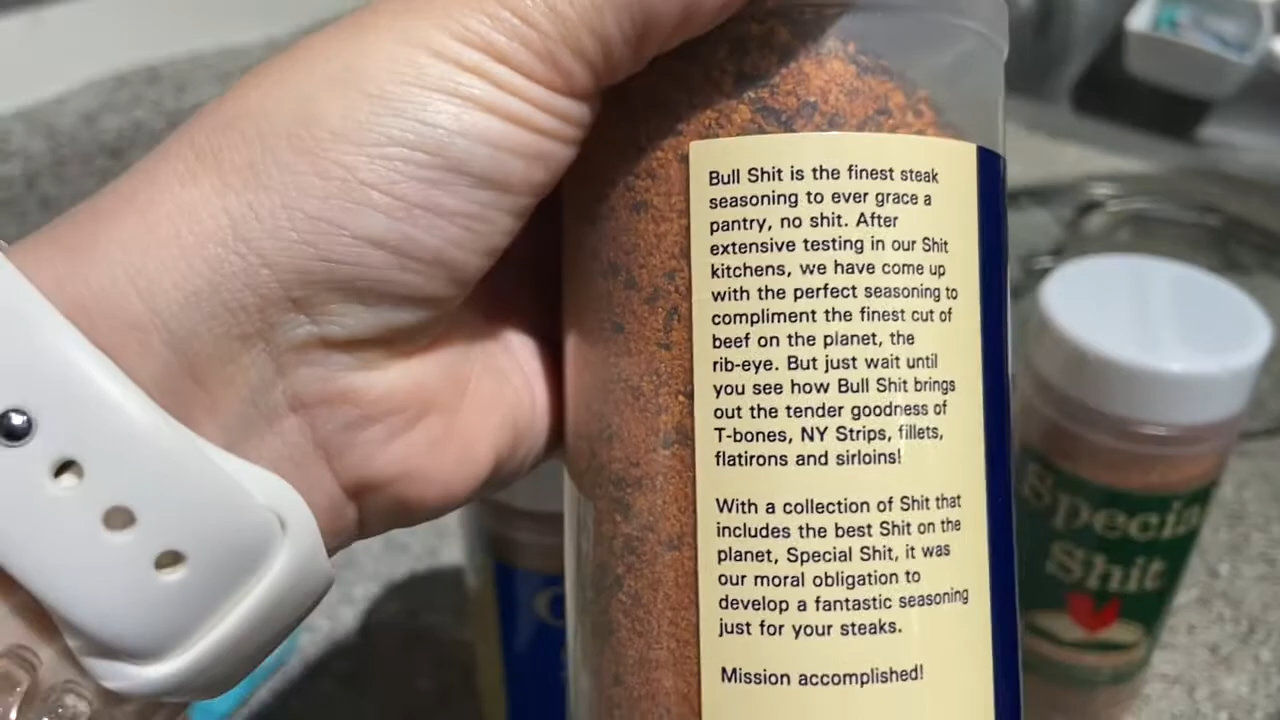 Bull Shit is the finest steak
seasoning to ever grace a
pantry, no shit. After
extensive testing in our Shit
kitchens, we have come up
with the perfect seasoning to
compliment the finest cut of
beef on the planet, the
rib-eye. But just wait until
you see how Bull Shit brings
out the tender goodness of
T-bones, NY Strips, fillets,
flatirons and sirloins!
With a collection of Shit that
includes the best Shit on the
planet, Special Shit, it was
our moral obligation to
develop a fantastic seasoning
just for your steaks.
Mission accomplished!
Special
Shit